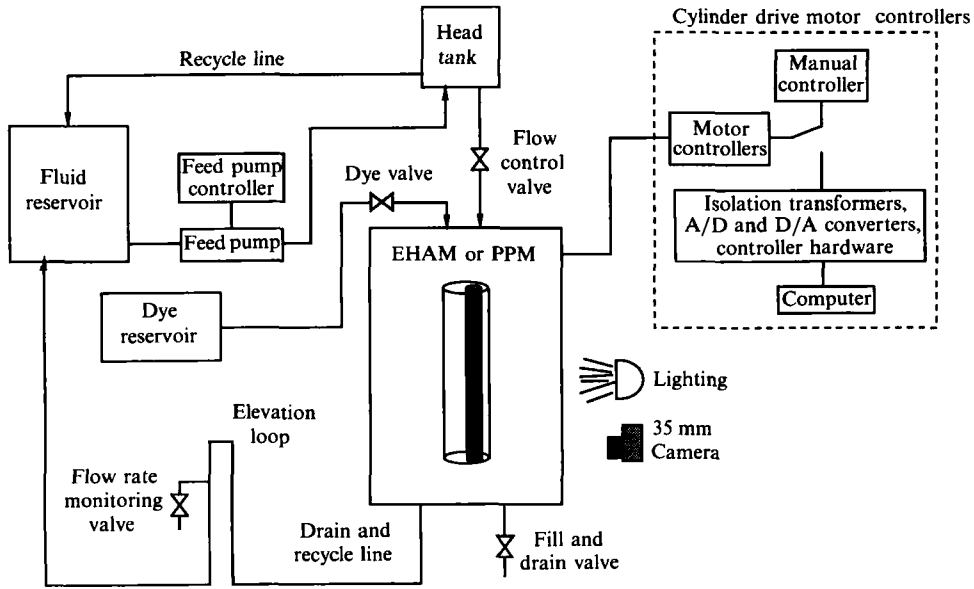 Cylinder drive motor controllers
Head
tank
Recycle line
Manual
controller
Motor
controllers
Flow
control
valve
Fluid
reservoir
Feed pump
controller
Dye valve
Feed pump
Isolation transformers,
A/D and D/A converters,
controller hardware
EHAM or PPM
Computer
Dye
reservoir
Lighting
35 mm
Camera
Elevation
loop
Flow rate
monitoring
valve
Drain and
recycle line
Fill and
drain valve